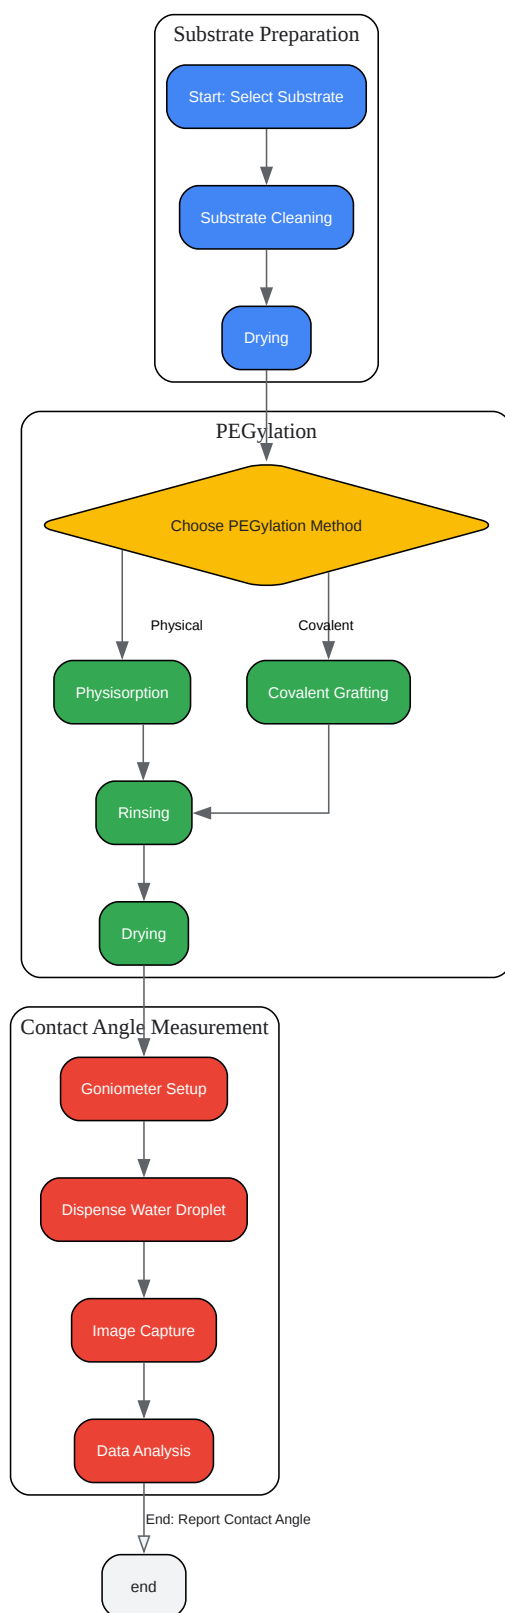 Substrate Preparation
Start: Select Substrate
Substrate Cleaning
Drying
PEGylation
Choose PEGylation Method
Physical
Covalent
Physisorption
Covalent Grafting
Rinsing
Drying
Contact Angle Measurement
Goniometer Setup
Dispense Water Droplet
Image Capture
Data Analysis
End: Report Contact Angle
end